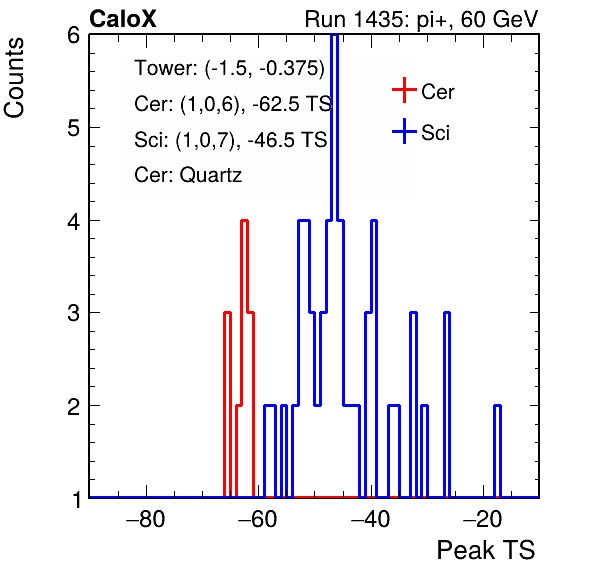 CaloX Run 1435: pi+, 60 GeV
Counts
Tower: (-1.5, -0.375)
Cer: (1,0,6), -62.5 TS
Sci: (1,0,7), -46.5 TS
Cer: Quartz
Cer
Sci
6
5
4
3
2
1
−80 −60 −40 −20
Peak TS